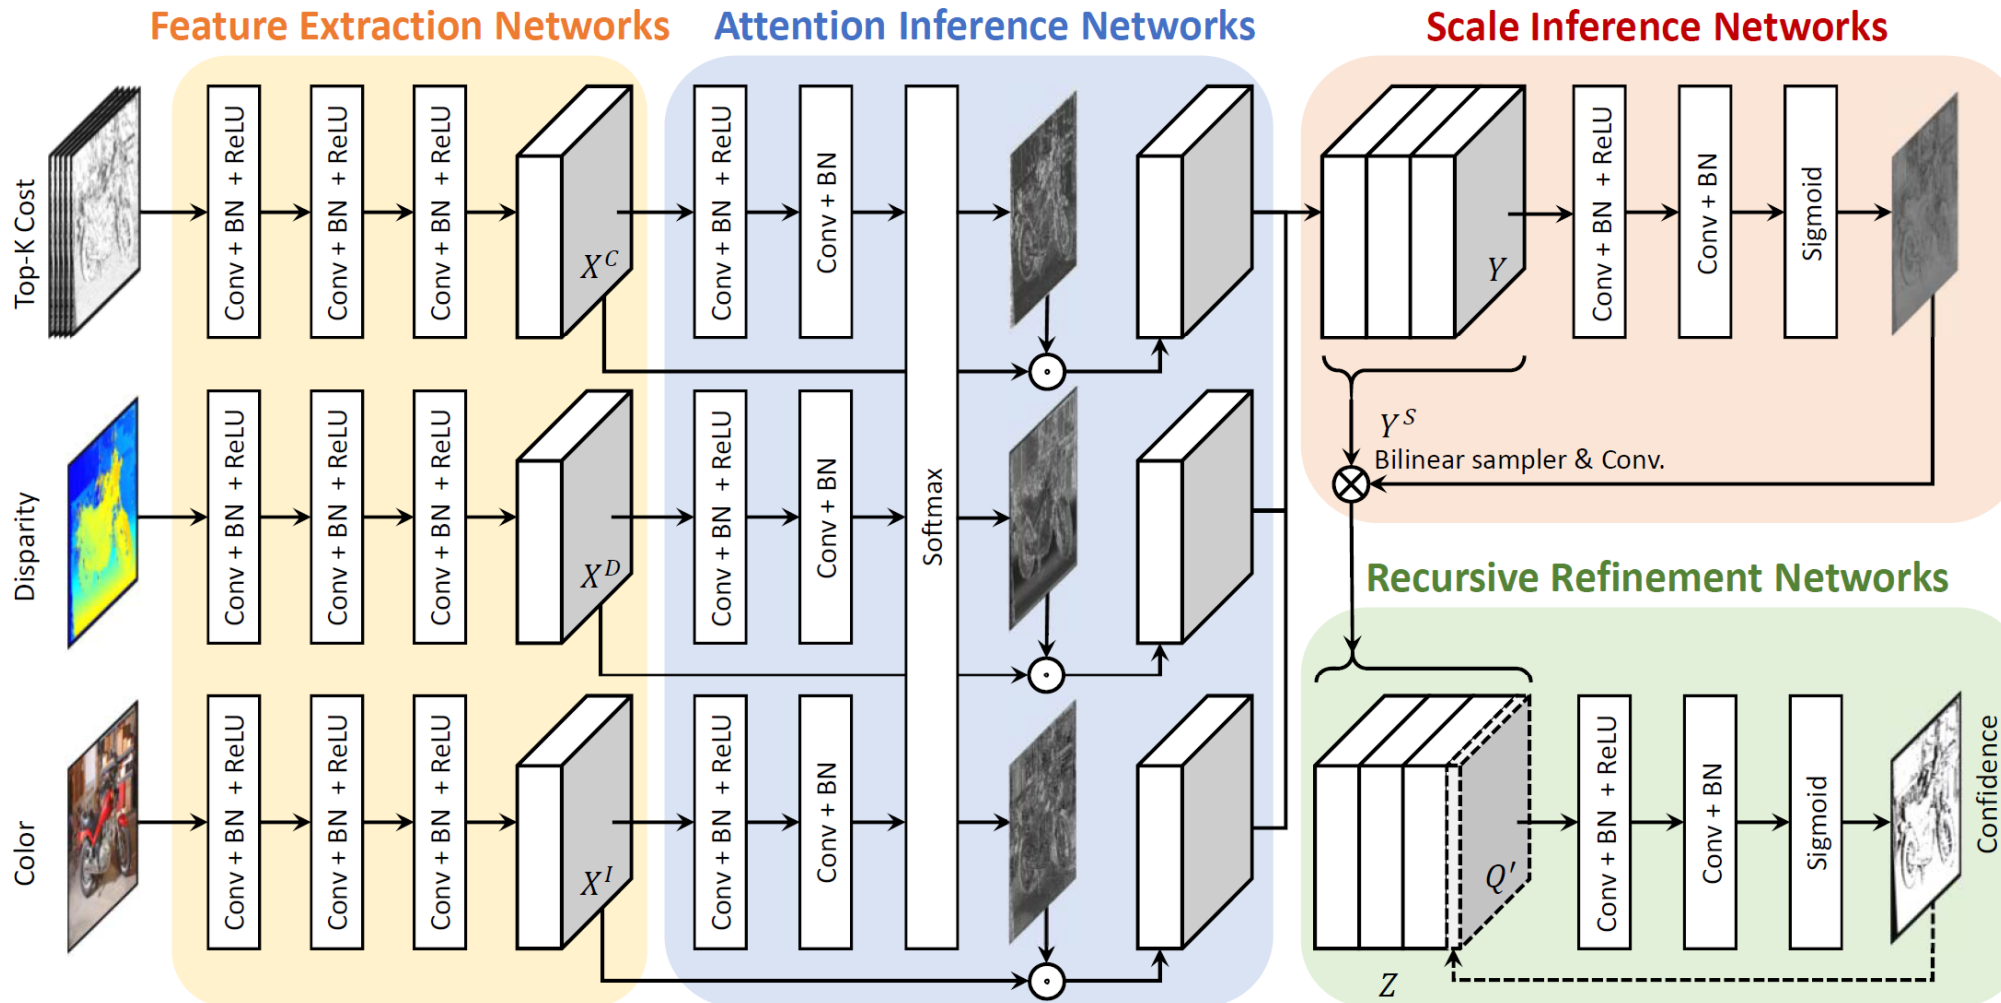 Feature Extraction Networks
Attention Inference Networks
Scale Inference Networks
Top-K Cost
Conv + BN + ReLU
Conv + BN + ReLU
Conv + BN + ReLU
X^C
Conv + BN + ReLU
Conv + BN
Y
Conv + BN + ReLU
Conv + BN
Sigmoid
Y^S
Bilinear sampler & Conv.
Disparity
Conv + BN + ReLU
Conv + BN + ReLU
Conv + BN + ReLU
X^D
Conv + BN + ReLU
Conv + BN
Softmax
Recursive Refinement Networks
Color
Conv + BN + ReLU
Conv + BN + ReLU
Conv + BN + ReLU
X^I
Conv + BN + ReLU
Conv + BN
Q′
Z
Conv + BN + ReLU
Conv + BN
Sigmoid
Confidence